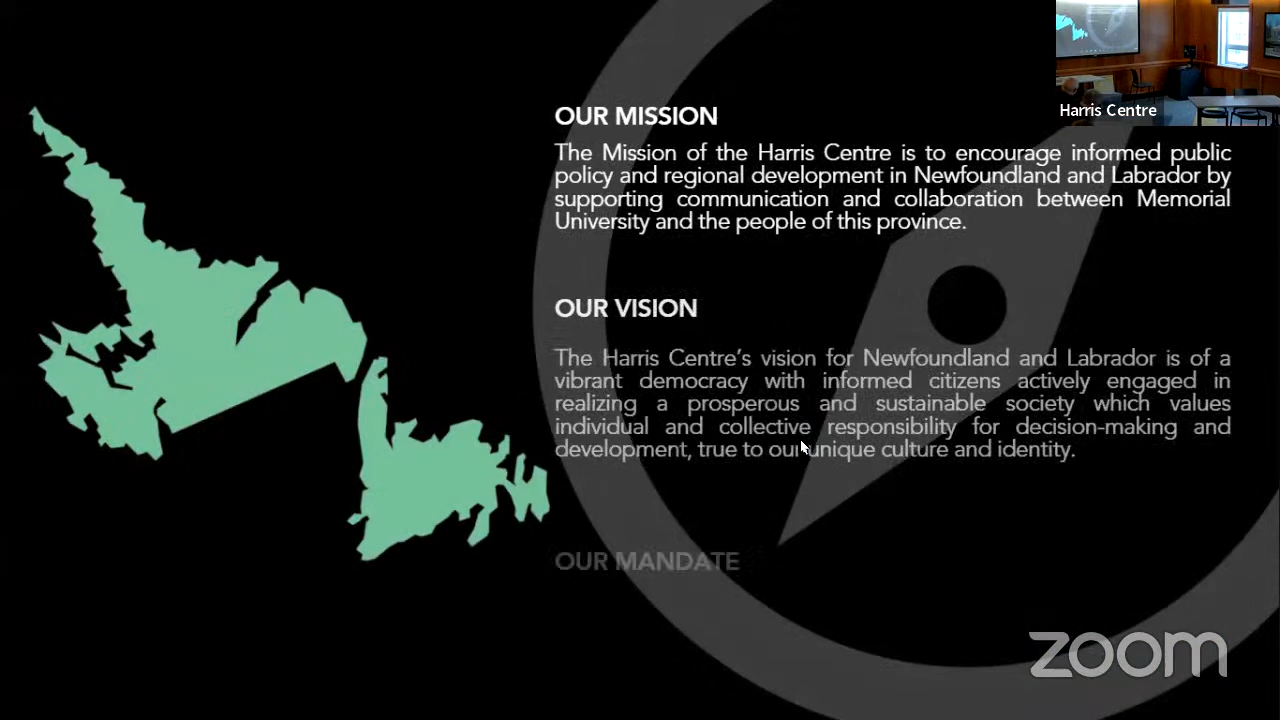 Harris Centre
OUR MISSION
The Mission of the Harris Centre is to encourage informed public
policy and regional development in Newfoundland and Labrador by
supporting communication and collaboration between Memorial
University and the people of this province.
OUR VISION
The Harris Centre’s vision for Newfoundland and Labrador is of a
vibrant democracy with informed citizens actively engaged in
realizing a prosperous and sustainable society which values
individual and collective responsibility for decision-making and
development, true to our unique culture and identity.
OUR MANDATE
zoom